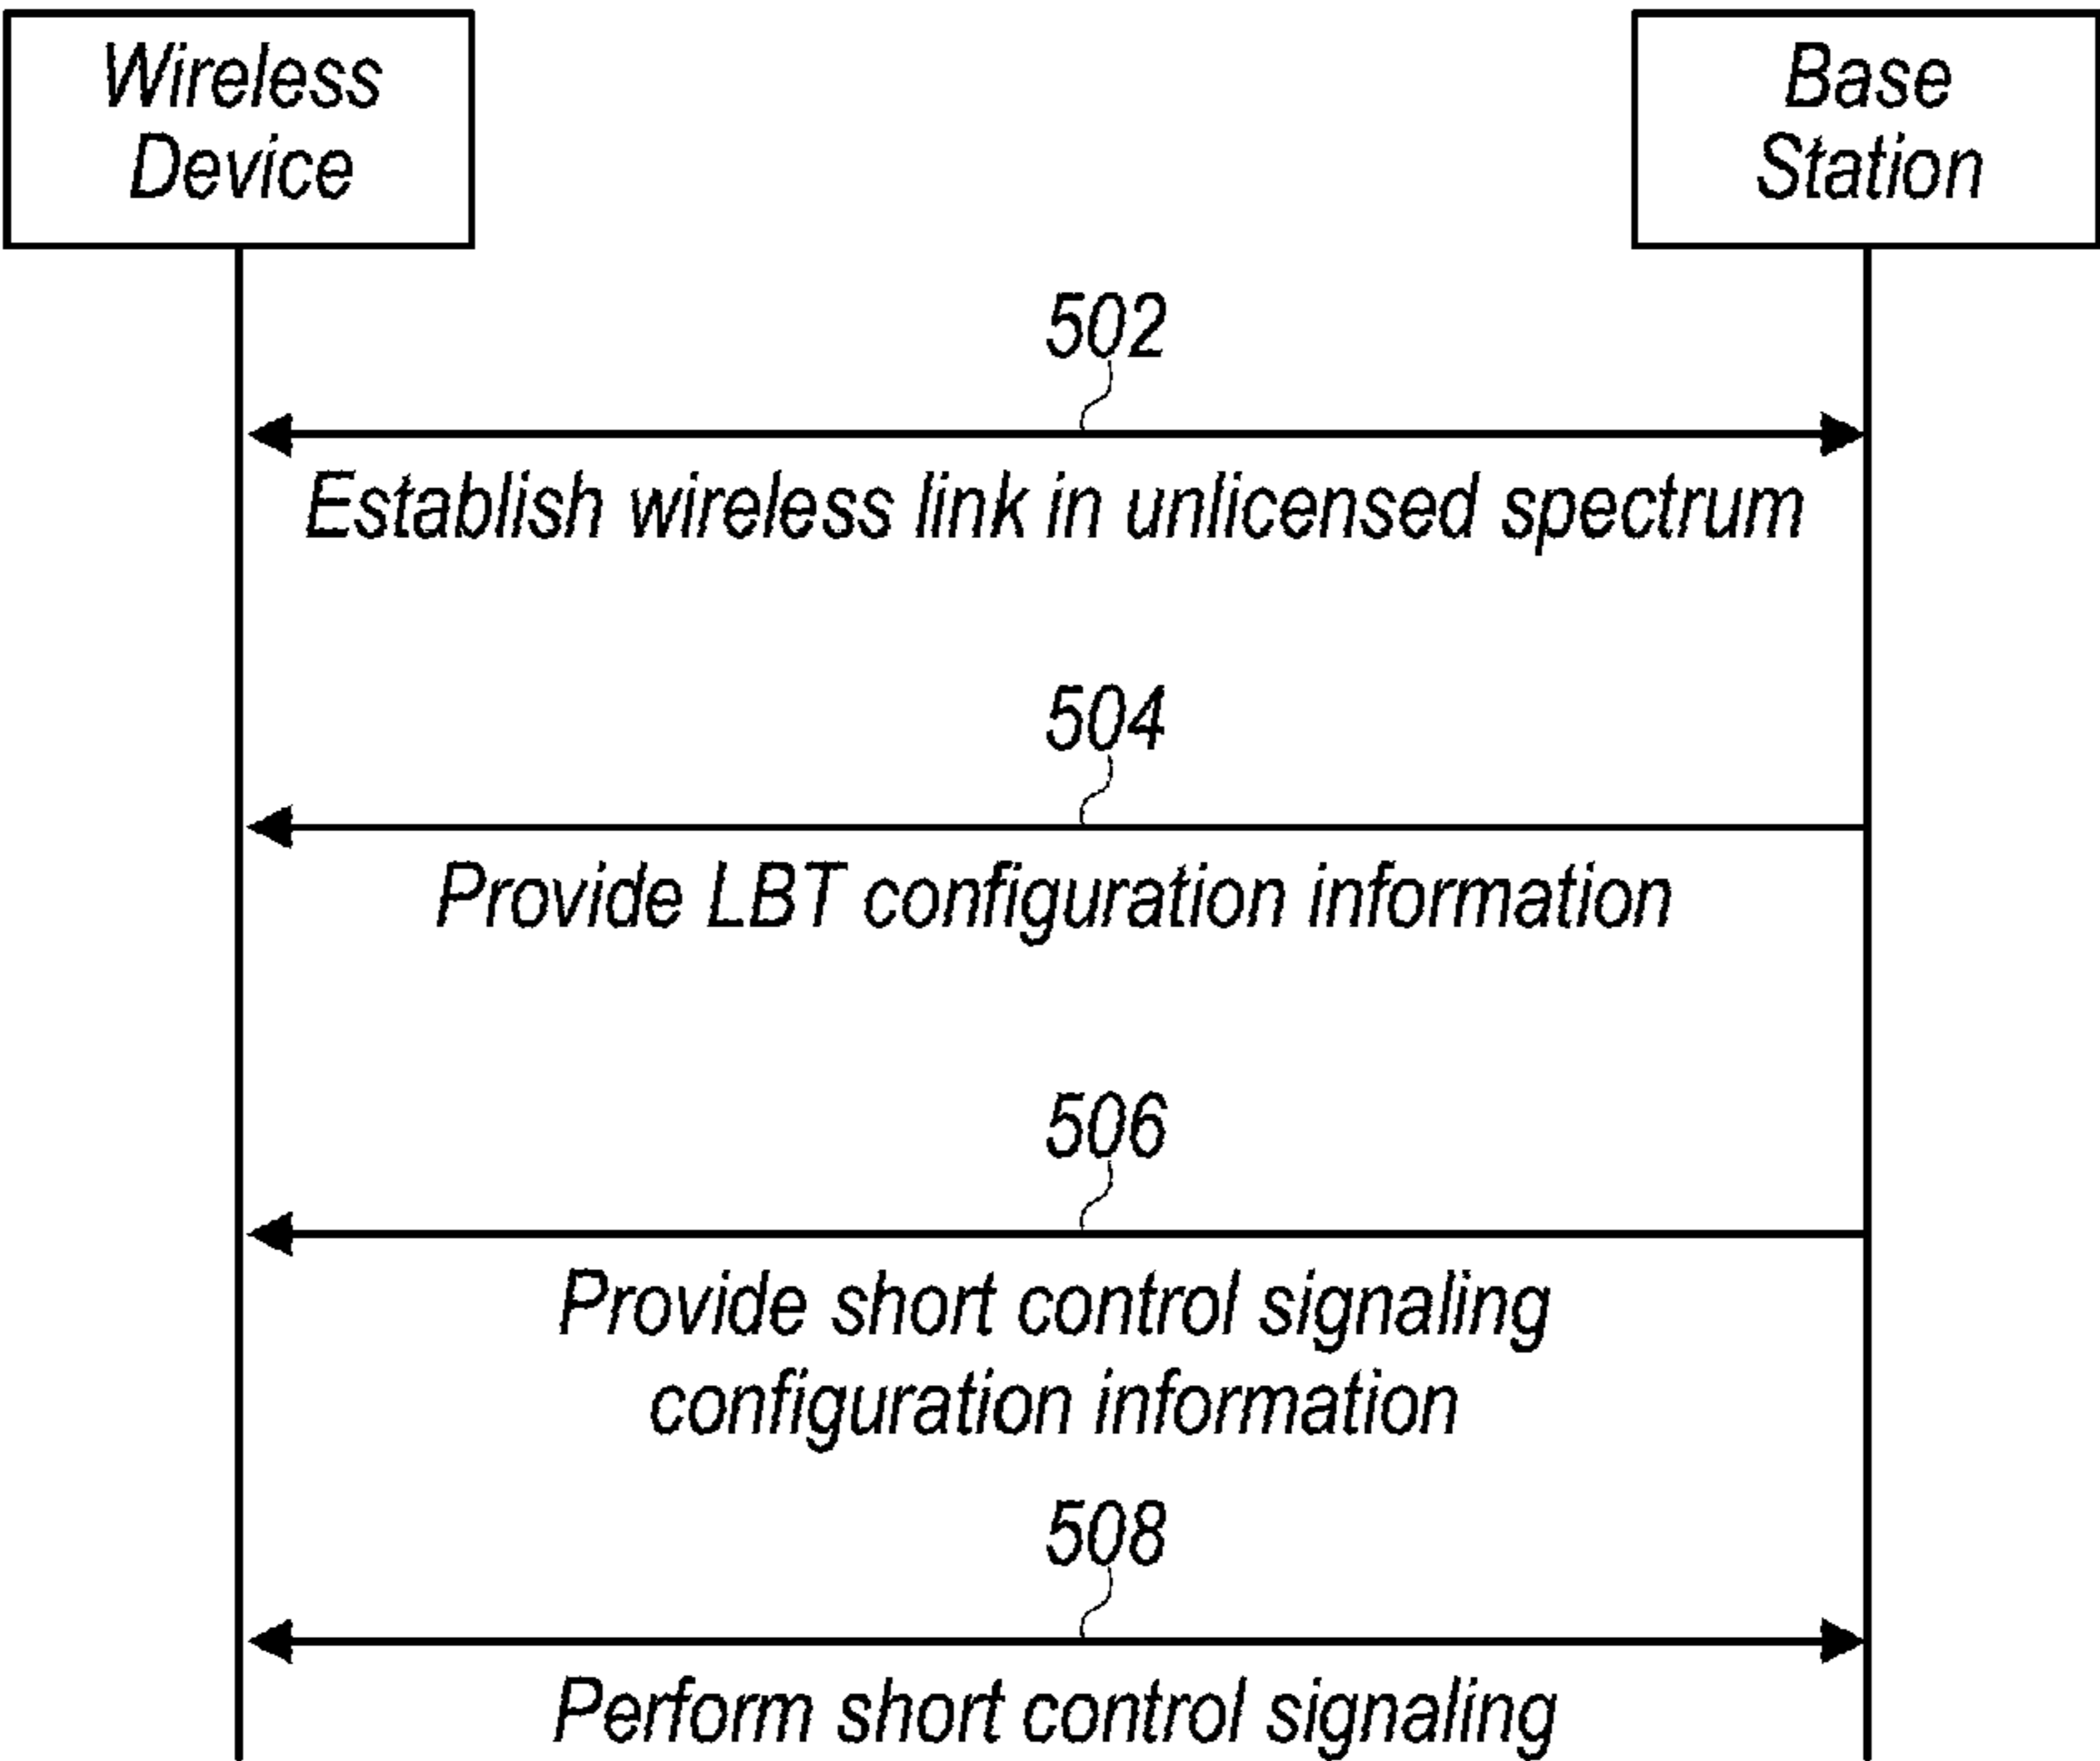 Wireless
Device
Base
Station
502
Establish wireless link in unlicensed spectrum
504
Provide LBT configuration information
506
Provide short control signaling
configuration information
508
Perform short control signaling